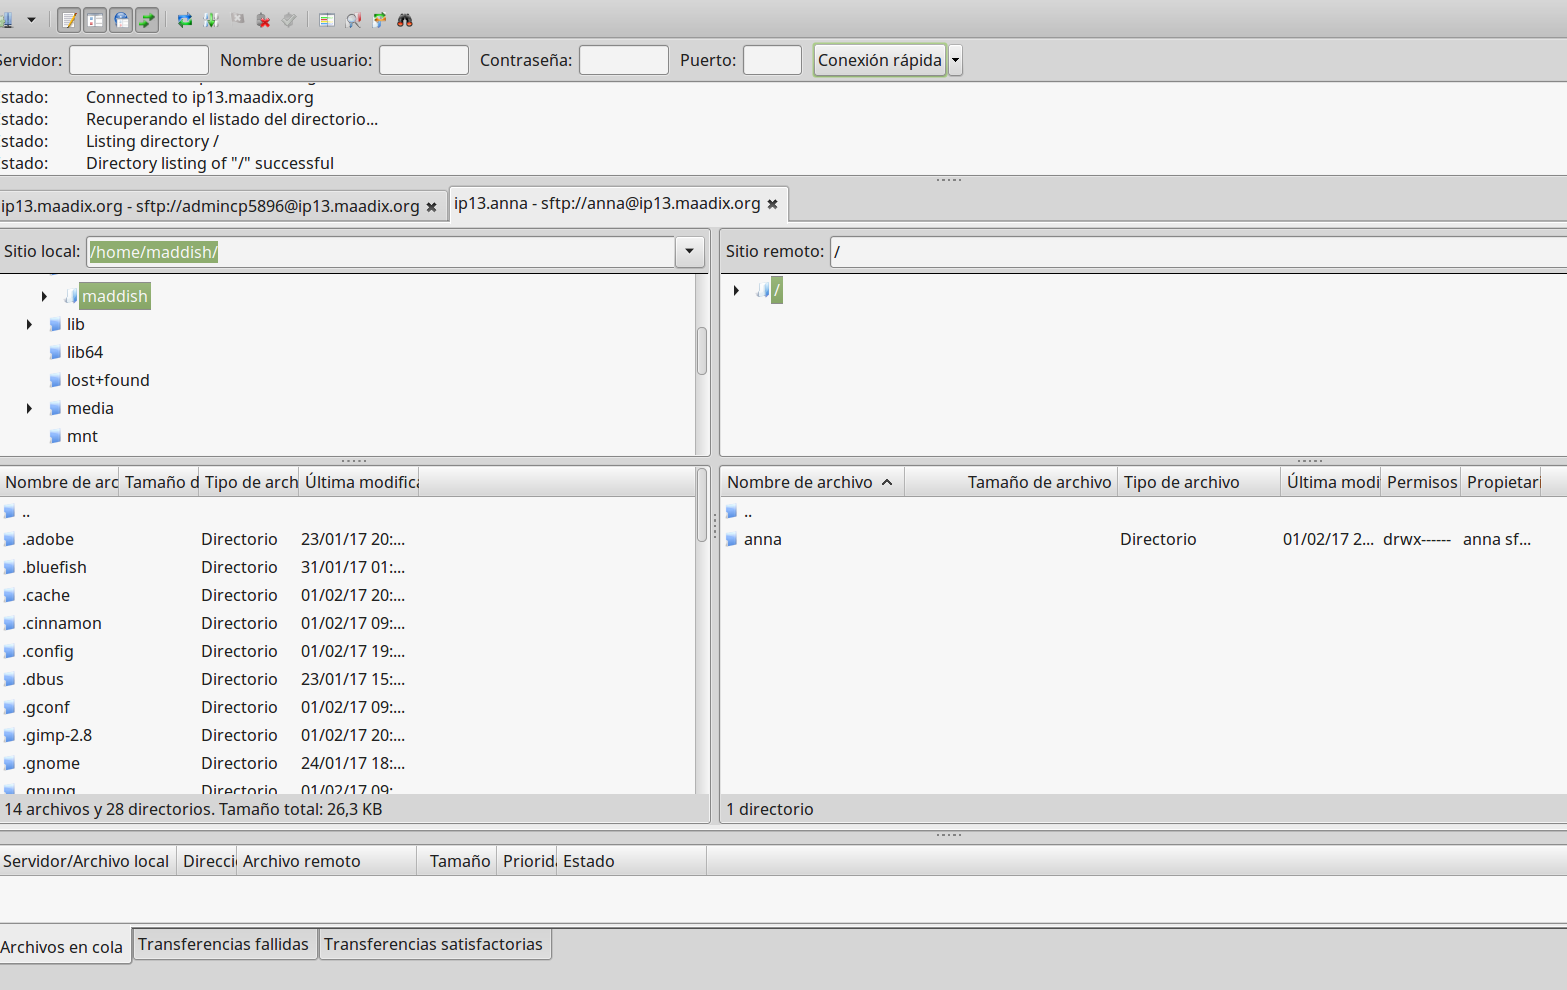 Servidor: Nombre de usuario: Contraseña: Puerto: Conexión rápida
stado: Connected to ip13.maadix.org
stado: Recuperando el listado del directorio...
stado: Listing directory /
stado: Directory listing of "/" successful
ip13.maadix.org - sftp://admincp5896@ip13.maadix.org ip13.anna - sftp://anna@ip13.maadix.org
Sitio local: /home/maddish/
maddish
lib
lib64
lost+found
media
mnt
Sitio remoto: /
/
Nombre de arc Tamaño d Tipo de arch Última modifica
..
.adobe Directorio 23/01/17 20:...
.bluefish Directorio 31/01/17 01:...
.cache Directorio 01/02/17 20:...
.cinnamon Directorio 01/02/17 09:...
.config Directorio 01/02/17 19:...
.dbus Directorio 23/01/17 15:...
.gconf Directorio 01/02/17 09:...
.gimp-2.8 Directorio 01/02/17 20:...
.gnome Directorio 24/01/17 18:...
.gnupg Directorio 01/02/17 09:
14 archivos y 28 directorios. Tamaño total: 26,3 KB
Nombre de archivo Tamaño de archivo Tipo de archivo Última modi Permisos Propietari
..
anna Directorio 01/02/17 2... drwx------ anna sf...
1 directorio
Servidor/Archivo local Direcci Archivo remoto Tamaño Priorida Estado
Archivos en cola Transferencias fallidas Transferencias satisfactorias